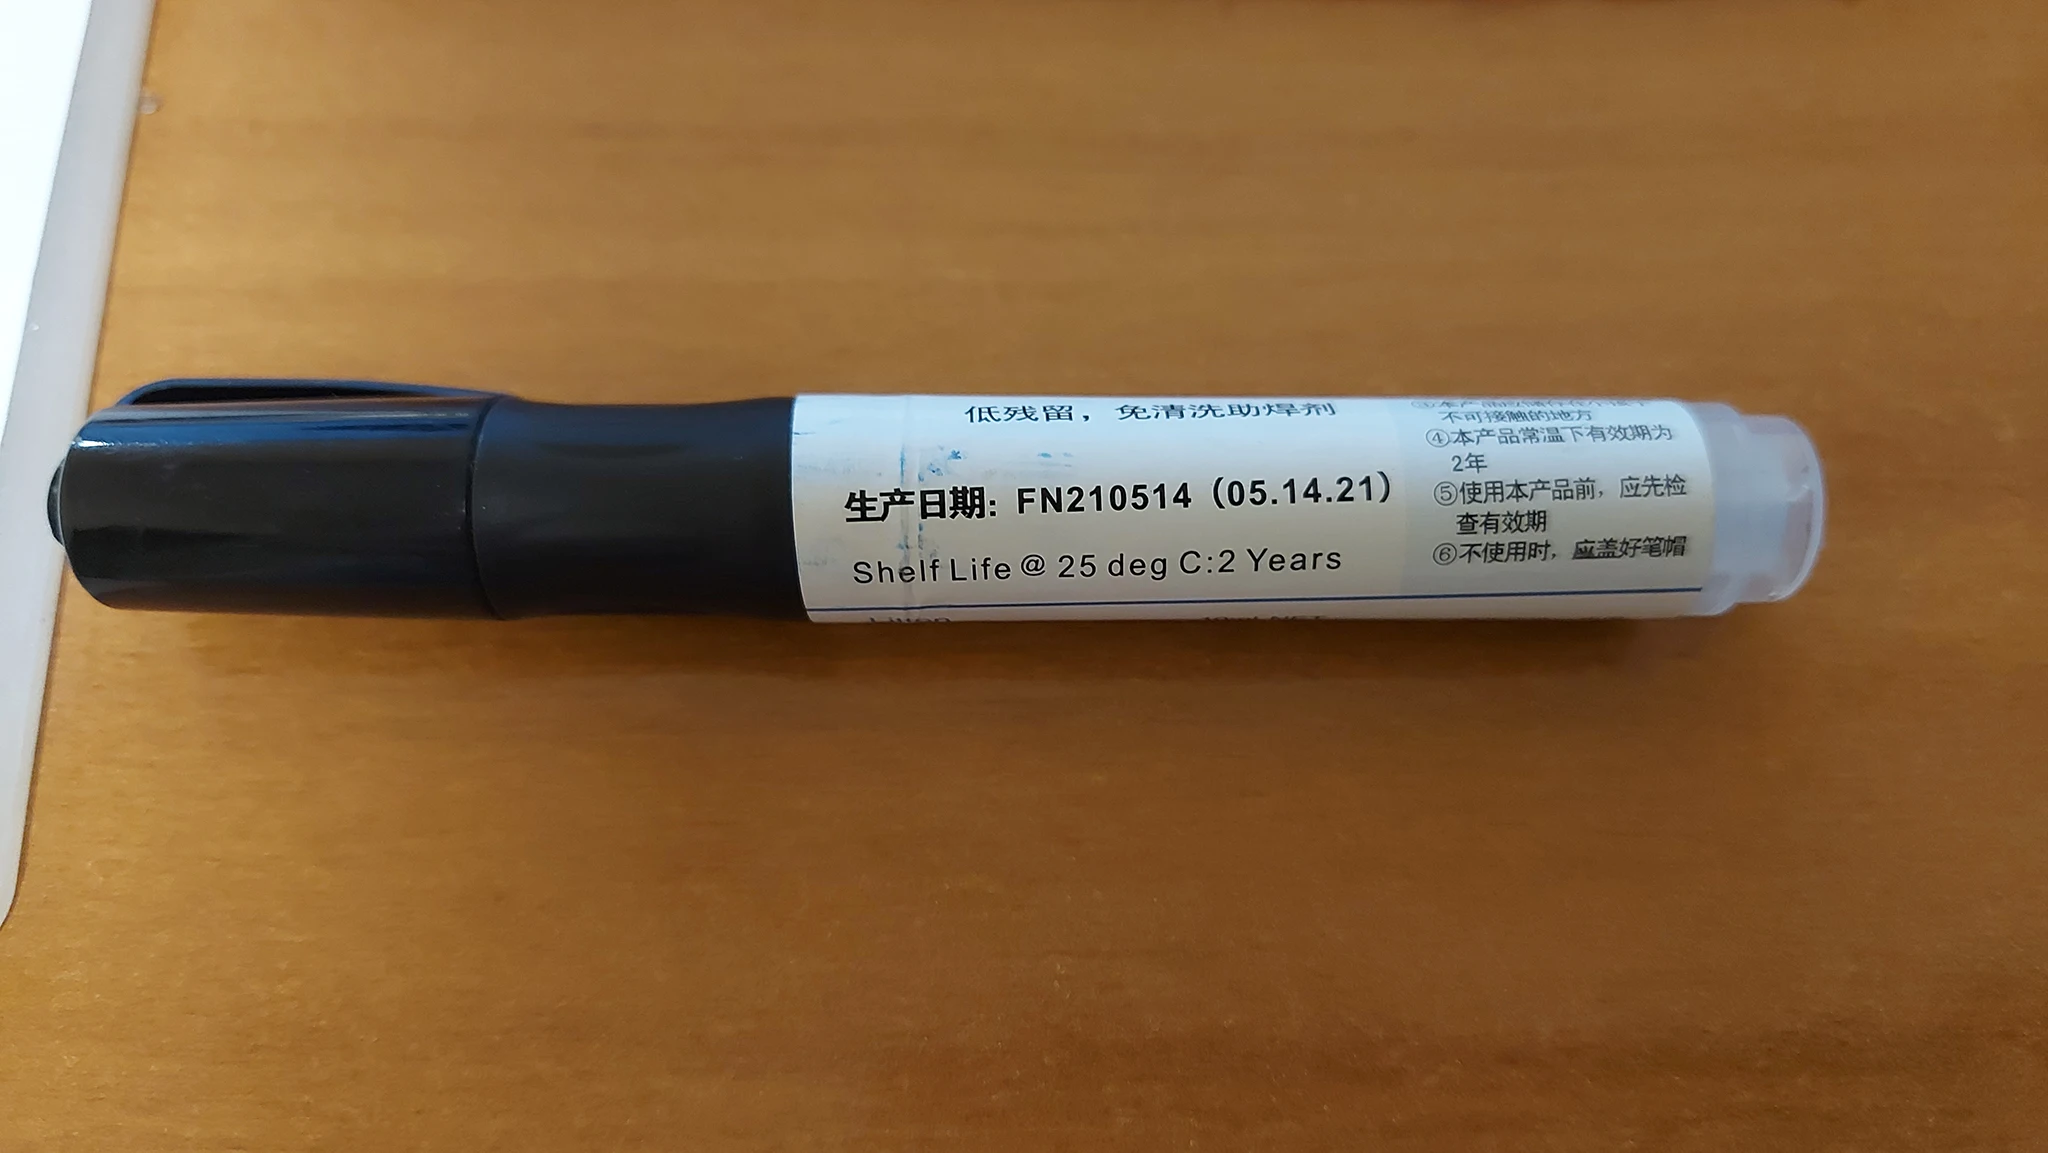 低残留，免清洗助焊剂
生产日期: FN210514（05.14.21）
Shelf Life @ 25 deg C:2 Years
不可接触的地方
④本产品常温下有效期为
2年
⑤使用本产品前，应先检
查有效期
⑥不使用时，应盖好笔帽